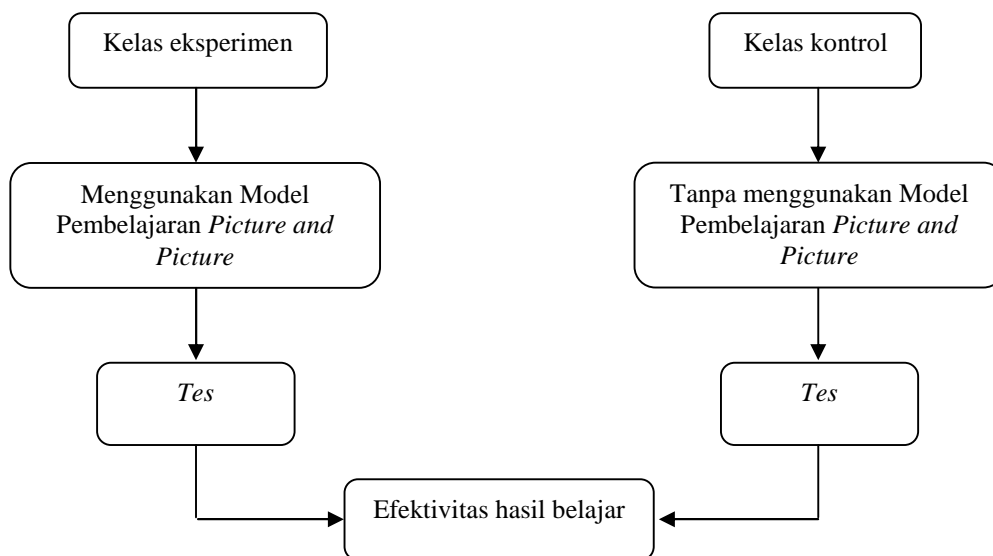 Kelas eksperimen
Kelas kontrol
Menggunakan Model
Pembelajaran Picture and
Picture
Tanpa menggunakan Model
Pembelajaran Picture and
Picture
Tes
Tes
Efektivitas hasil belajar